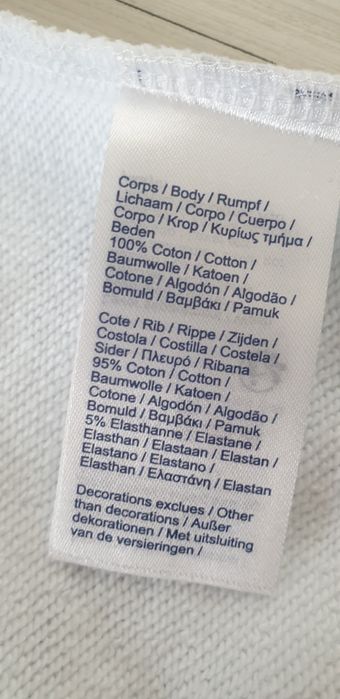 Corps / Body / Rumpf /
Lichaam / Corpo / Cuerpo /
Corpo / Krop / Κυρίως τμήμα /
Beden
100% Coton / Cotton /
Baumwolle / Katoen /
Cotone / Algodón / Algodão /
Bomuld / Βαμβάκι / Pamuk
Cote / Rib / Rippe / Zijden /
Costola / Costilla / Costela /
Sider / Πλευρό / Ribana
95% Coton / Cotton /
Baumwolle / Katoen /
Cotone / Algodón / Algodão /
Bomuld / Βαμβάκι / Pamuk
5% Elasthanne / Elastane /
Elasthan / Elastaan / Elastan /
Elastano / Elastano /
Elasthan / Ελαστάνη / Elastan
Decorations exclues / Other
than decorations / Außer
dekorationen / Met uitsluiting
van de versieringen /